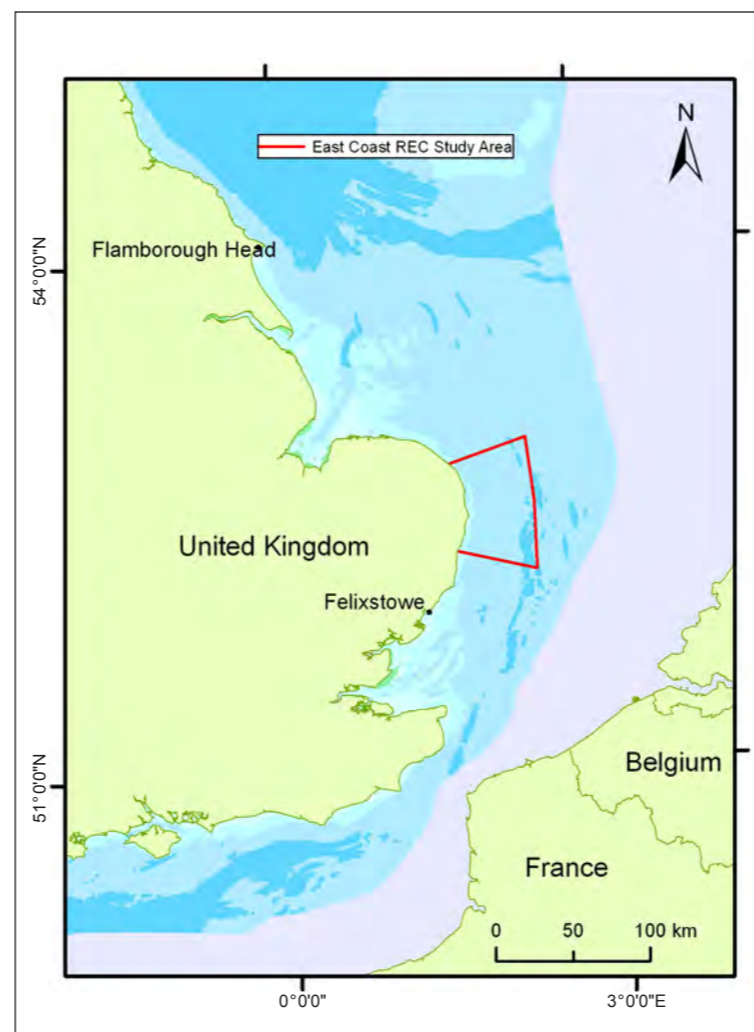 East Coast REC Study Area
N
Flamborough Head
54°0'0"N
United Kingdom
Felixstowe
Belgium
51°0'0"N
France
0 50 100 km
0°0'0" 3°0'0"E